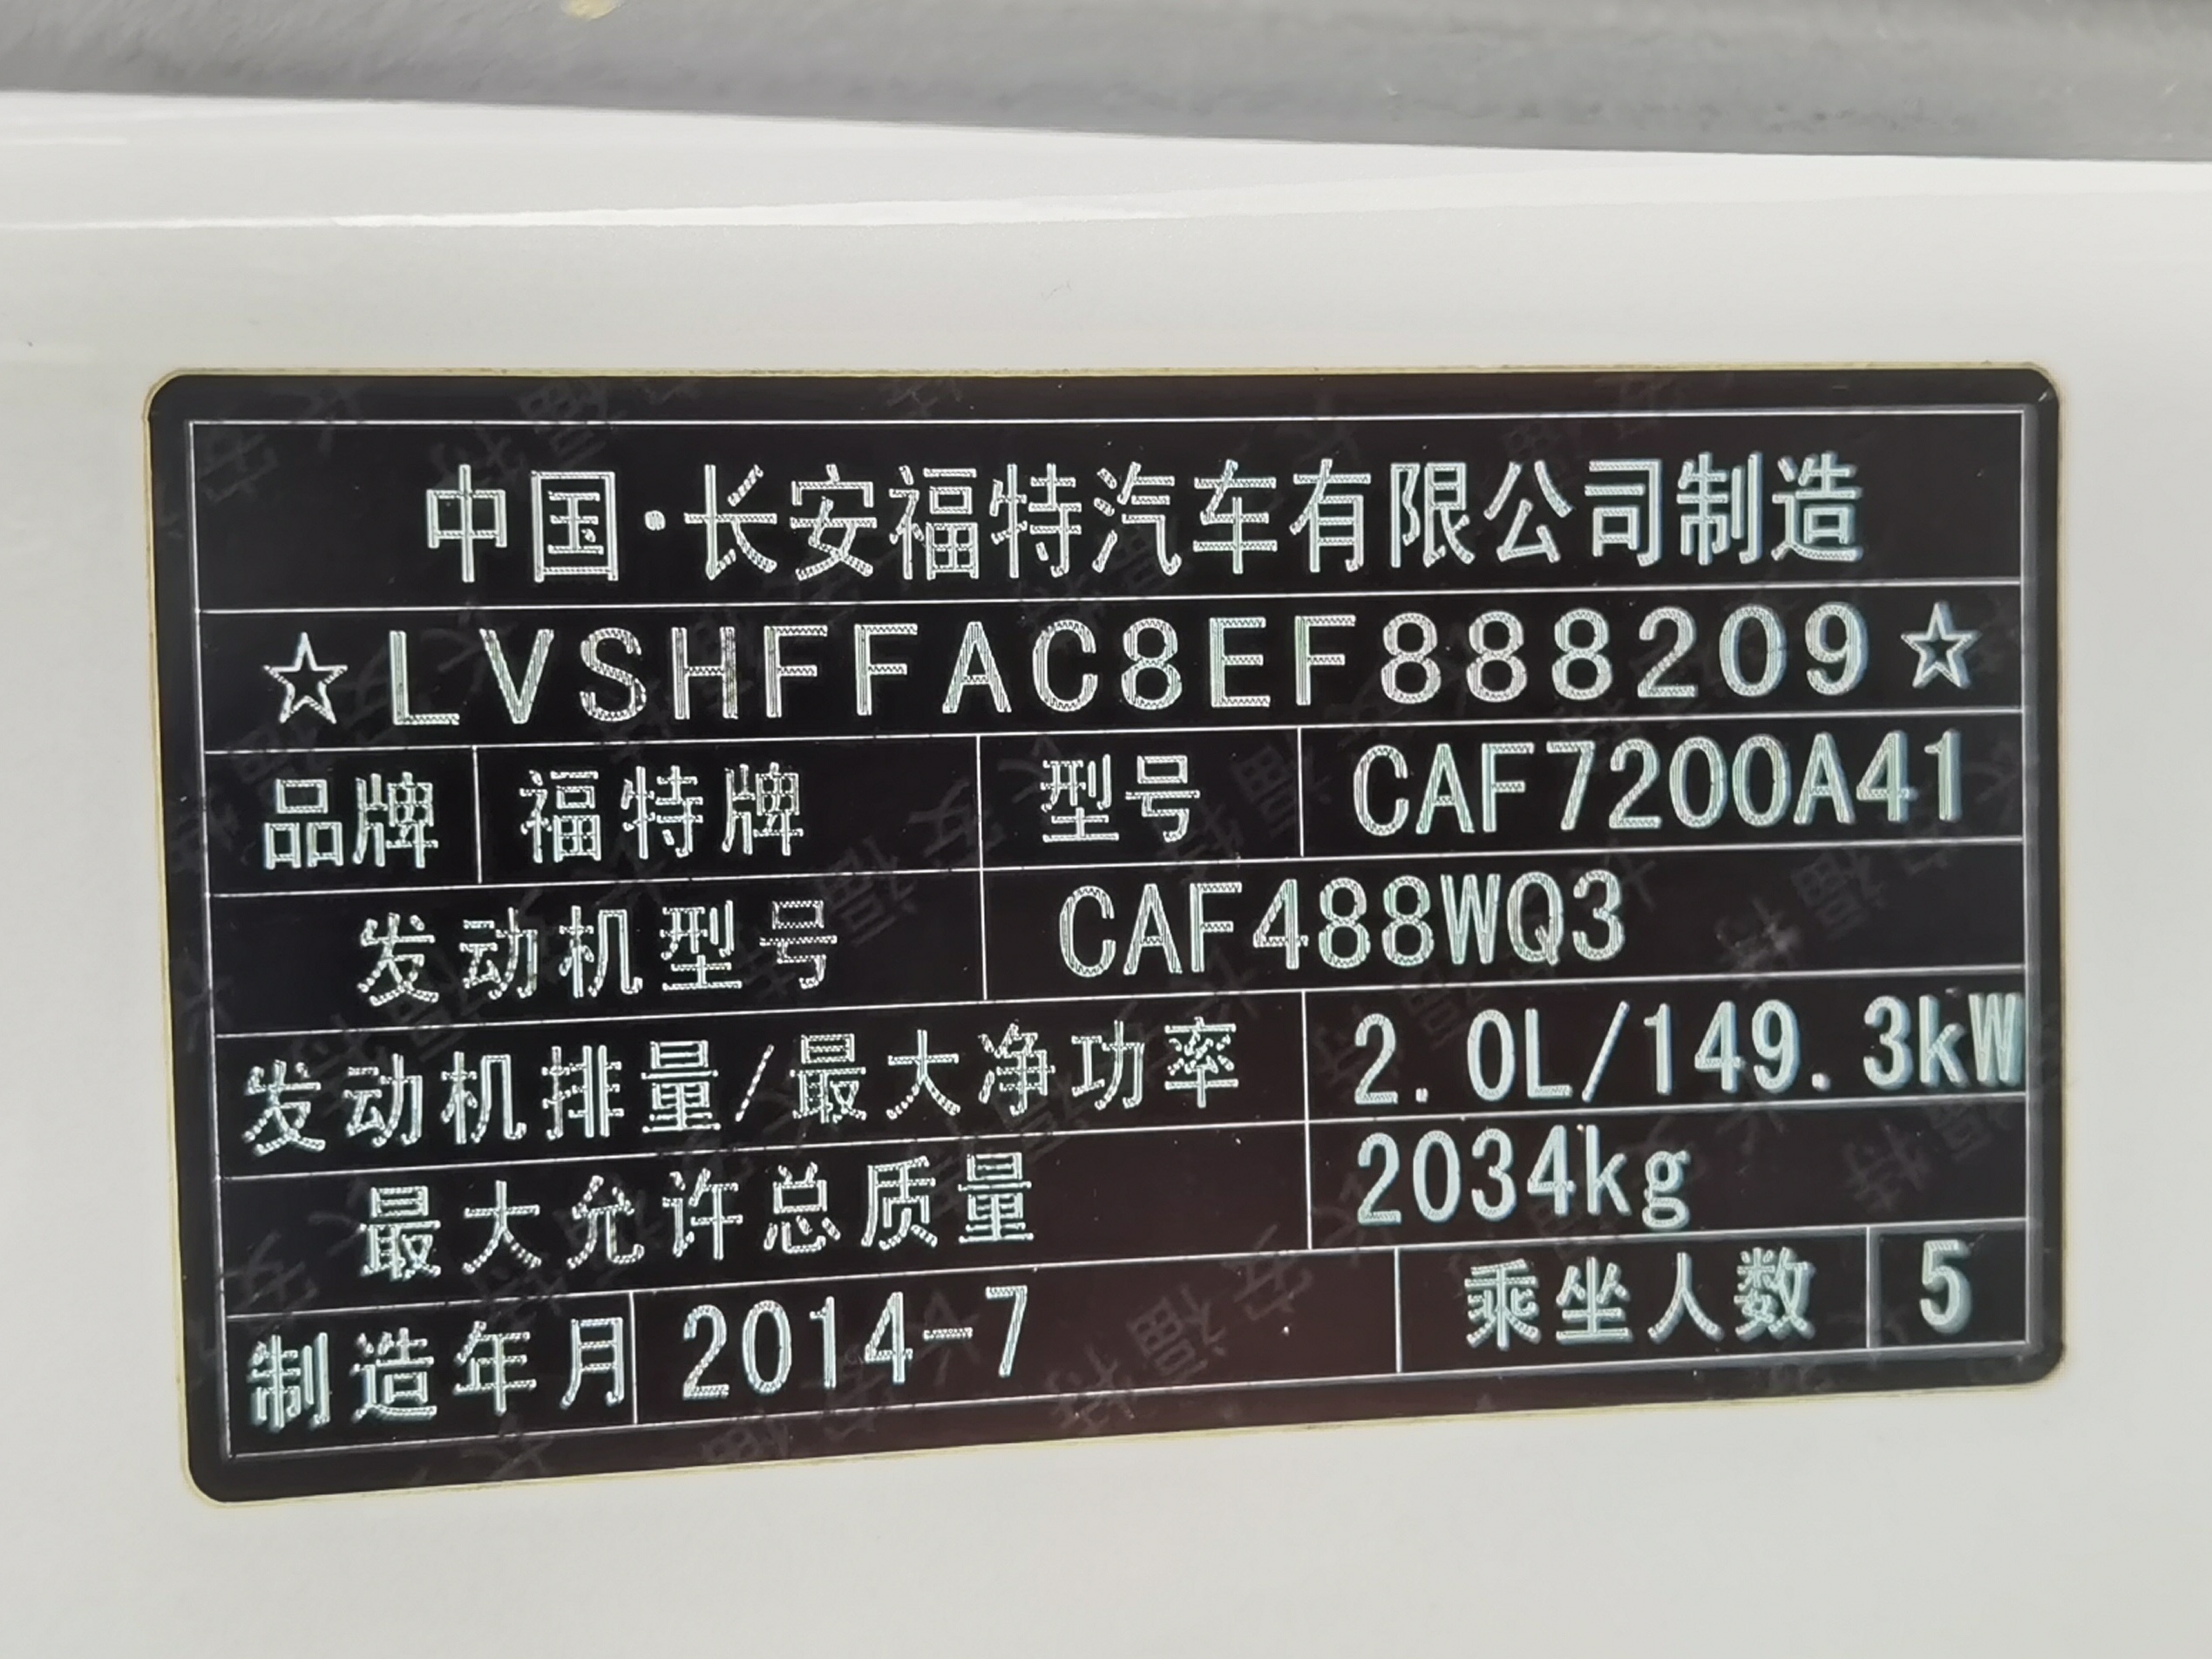 中国·长安福特汽车有限公司制造
☆LVSHFFAC8EF888209☆
品牌 福特牌 型号 CAF7200A41
发动机型号 CAF488WQ3
发动机排量/最大净功率 2.0L/149.3kW
最大允许总质量 2034kg
制造年月 2014-7 乘坐人数 5